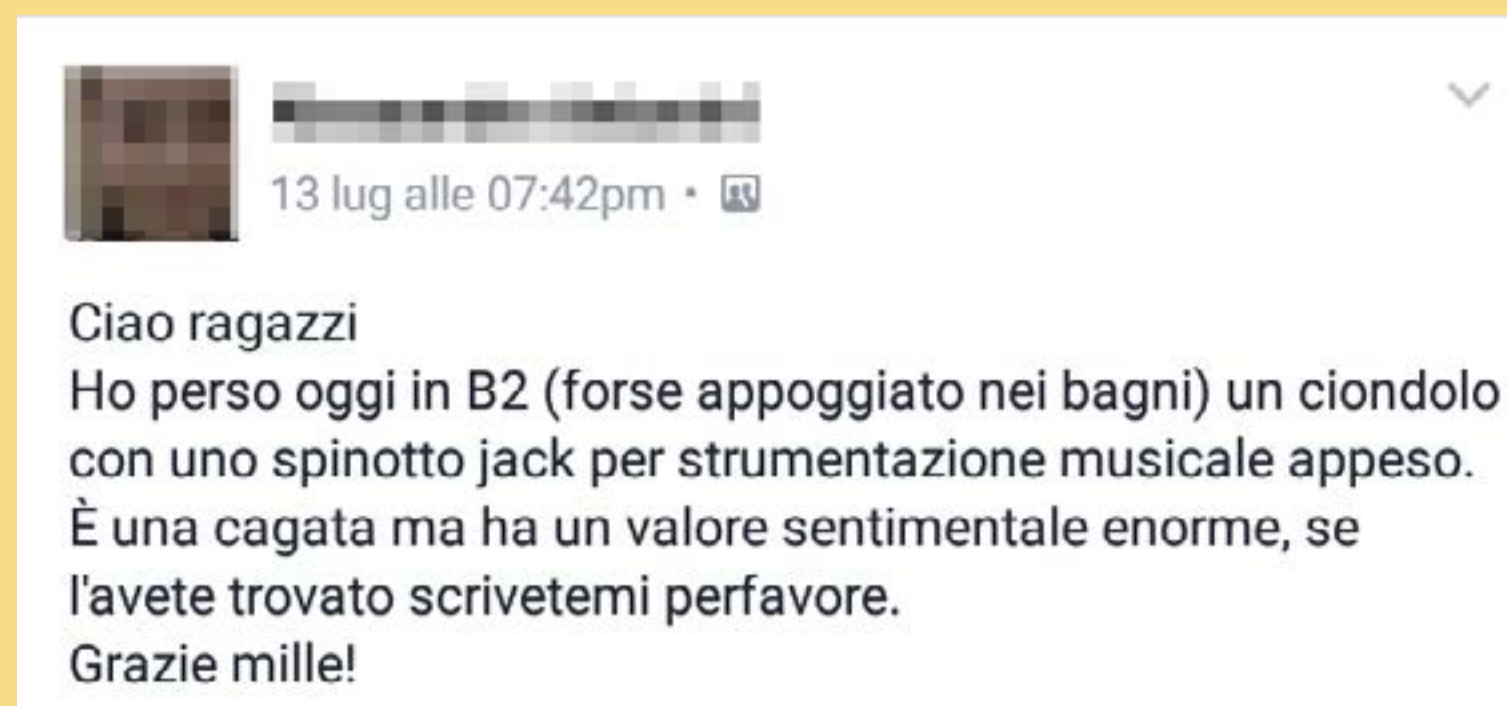 13 lug alle 07:42pm •
Ciao ragazzi
Ho perso oggi in B2 (forse appoggiato nei bagni) un ciondolo
con uno spinotto jack per strumentazione musicale appeso.
È una cagata ma ha un valore sentimentale enorme, se
l'avete trovato scrivetemi perfavore.
Grazie mille!